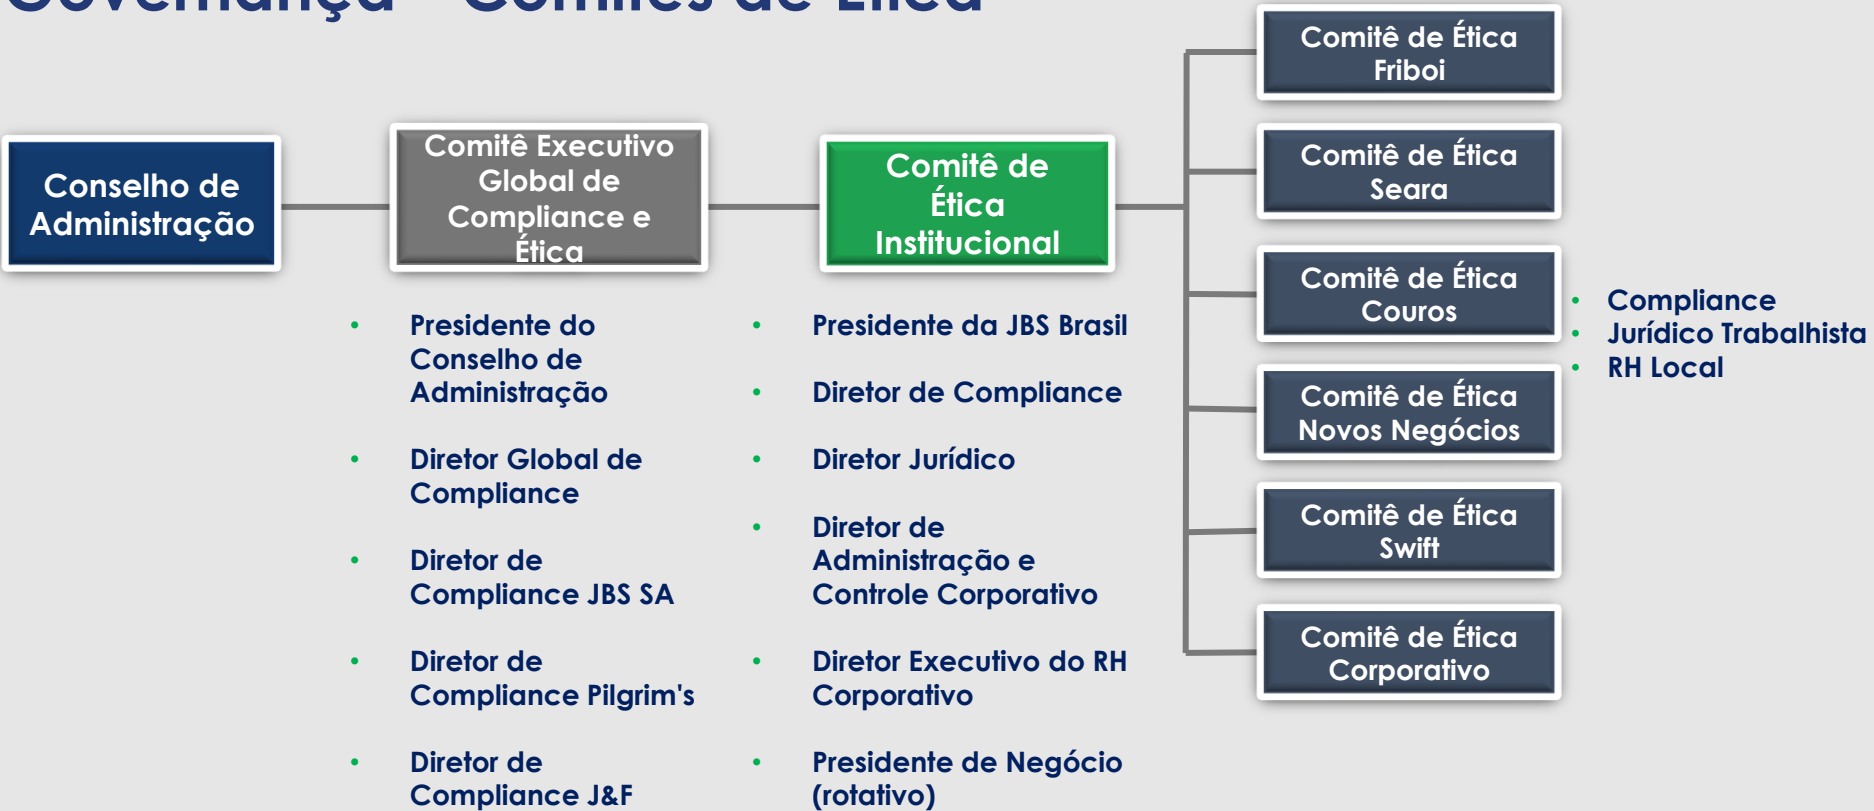 Governança - Comitês de Ética
Conselho de
Administração
Comitê Executivo
Global de
Compliance e
Ética
Presidente do
Conselho de
Administração
Diretor Global de
Compliance
Diretor de
Compliance JBS SA
Diretor de
Compliance Pilgrim's
Diretor de
Compliance J&F
Comitê de
Ética
Institucional
Presidente da JBS Brasil
Diretor de Compliance
Diretor Jurídico
Diretor de
Administração e
Controle Corporativo
Diretor Executivo do RH
Corporativo
Presidente de Negócio
(rotativo)
Comitê de Ética
Friboi
Comitê de Ética
Seara
Comitê de Ética
Couros
Comitê de Ética
Novos Negócios
Comitê de Ética
Swift
Comitê de Ética
Corporativo
Compliance
Jurídico Trabalhista
RH Local